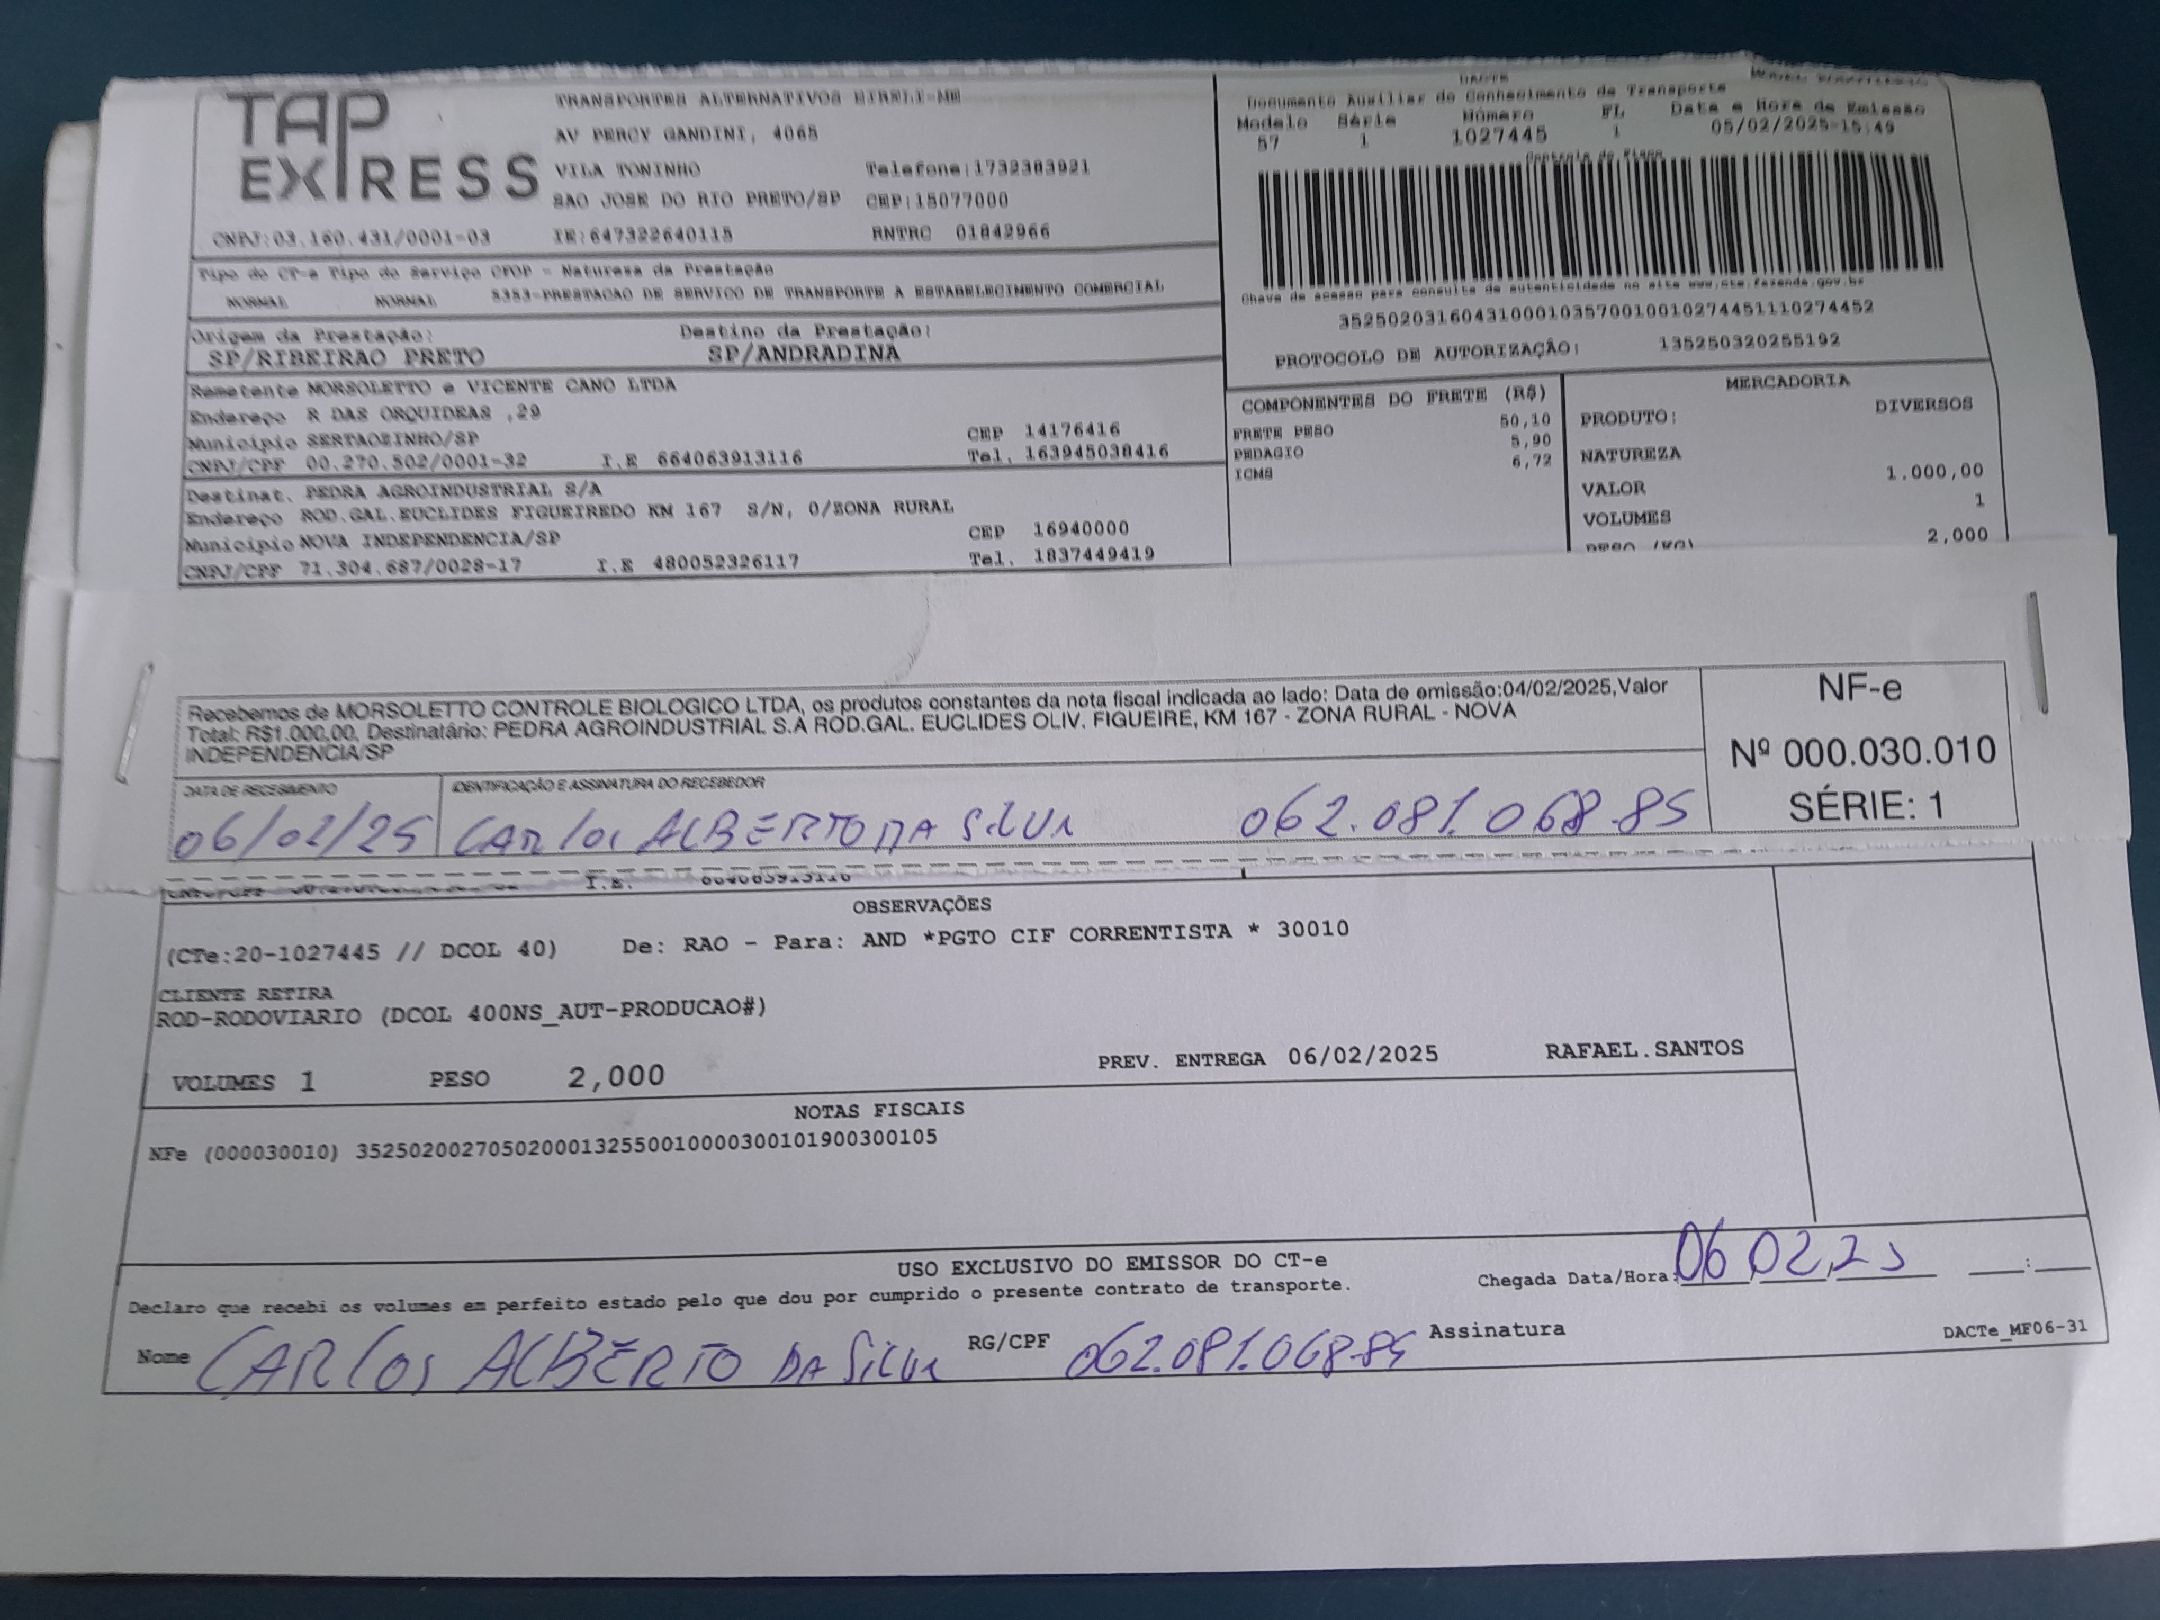 TAP EXPRESS
TRANSPORTES ALTERNATIVOS EIRELI-ME
AV PERCY GANDINI, 4065
VILA TONINHO Telefone:1732383921
SAO JOSE DO RIO PRETO/SP CEP:15077000
CNPJ:03.160.431/0001-03 IE:647322640115 RNTRC 01842966
Tipo do CT-e Tipo do Serviço CFOP - Natureza da Prestação
NORMAL NORMAL 5353-PRESTACAO DE SERVICO DE TRANSPORTE A ESTABELECIMENTO COMERCIAL
Origem da Prestação: Destino da Prestação:
SP/RIBEIRAO PRETO SP/ANDRADINA
Remetente MORSOLETTO e VICENTE CANO LTDA
Endereço R DAS ORQUIDEAS ,29
Município SERTAOZINHO/SP CEP 14176416
CNPJ/CPF 00.270.502/0001-32 I.E 664063913116 Tel. 163945038416
Destinat. PEDRA AGROINDUSTRIAL S/A
Endereço ROD.GAL.EUCLIDES FIGUEIREDO KM 167 S/N, 0/ZONA RURAL
Município NOVA INDEPENDENCIA/SP CEP 16940000
CNPJ/CPF 71.304.687/0028-17 I.E 480052326117 Tel. 1837449419
DACTE
Documento Auxiliar do Conhecimento de Transporte
Modelo Série Número FL Data e Hora de Emissão
57 1 1027445 1 05/02/2025-15:49
Controle do Fisco
Chave de acesso para consulta de autenticidade no site www.cte.fazenda.gov.br
35250203160431000103570010010274451110274452
PROTOCOLO DE AUTORIZAÇÃO: 135250320255192
COMPONENTES DO FRETE (R$)
FRETE PESO 50,10
PEDAGIO 5,90
ICMS 6,72
MERCADORIA
PRODUTO: DIVERSOS
NATUREZA
VALOR 1.000,00
VOLUMES 1
PESO (KG) 2,000
Recebemos de MORSOLETTO CONTROLE BIOLOGICO LTDA, os produtos constantes da nota fiscal indicada ao lado: Data de emissão:04/02/2025,Valor
Total: R$1.000,00, Destinatário: PEDRA AGROINDUSTRIAL S.A ROD.GAL. EUCLIDES OLIV. FIGUEIRE, KM 167 - ZONA RURAL - NOVA
INDEPENDENCIA/SP
NF-e
Nº 000.030.010
SÉRIE: 1
DATA DE RECEBIMENTO IDENTIFICAÇÃO E ASSINATURA DO RECEBEDOR
06/02/25 CARlos ALBERTO DA SilVA 062.081.068-85
I.E. 664063913116
OBSERVAÇÕES
(CTe:20-1027445 // DCOL 40) De: RAO - Para: AND *PGTO CIF CORRENTISTA * 30010
CLIENTE RETIRA
ROD-RODOVIARIO (DCOL 400NS_AUT-PRODUCAO#)
VOLUMES 1 PESO 2,000 PREV. ENTREGA 06/02/2025 RAFAEL.SANTOS
NOTAS FISCAIS
NFe (000030010) 35250200270502000132550010000300101900300105
USO EXCLUSIVO DO EMISSOR DO CT-e
Declaro que recebi os volumes em perfeito estado pelo que dou por cumprido o presente contrato de transporte. Chegada Data/Hora: 06 02 25 :
Nome CARlos ALBERTO DA SilVA RG/CPF 062.081.068-85 Assinatura DACTe_MF06-31